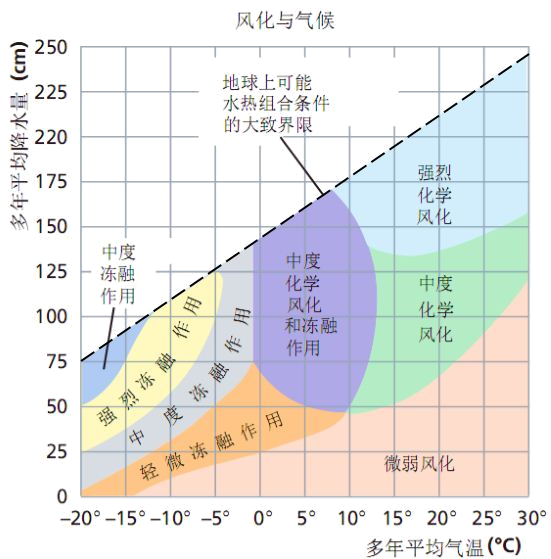 风化与气候
多年平均降水量 (cm)
250
225
220
175
150
125
100
75
50
25
0
地球上可能
水热组合条件
的大致界限
强烈
化学
风化
中度
冻融
作用
中度
化学
风化
和冻融
作用
中度
化学
风化
强烈冻融作用
中度冻融作用
轻微冻融作用
微弱风化
-20° -15° -10° -5° 0° 5° 10° 15° 20° 25° 30°
多年平均气温(°C)